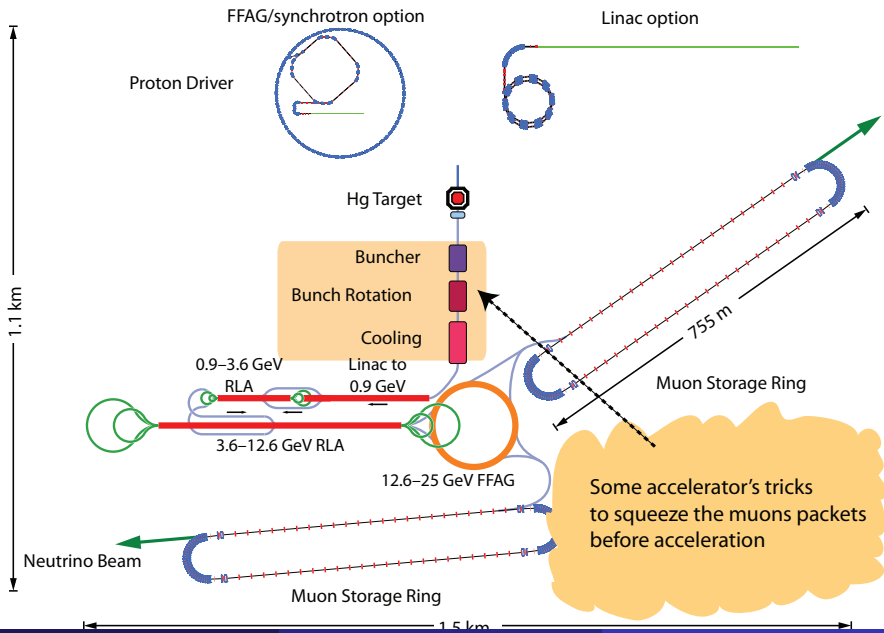 FFAG/synchrotron option
Linac option
Proton Driver
Hg Target
Buncher
Bunch Rotation
Cooling
1.1 km
755 m
0.9–3.6 GeV
RLA
Linac to
0.9 GeV
Muon Storage Ring
3.6–12.6 GeV RLA
12.6–25 GeV FFAG
Some accelerator's tricks
to squeeze the muons packets
before acceleration
Neutrino Beam
Muon Storage Ring
1.5 km